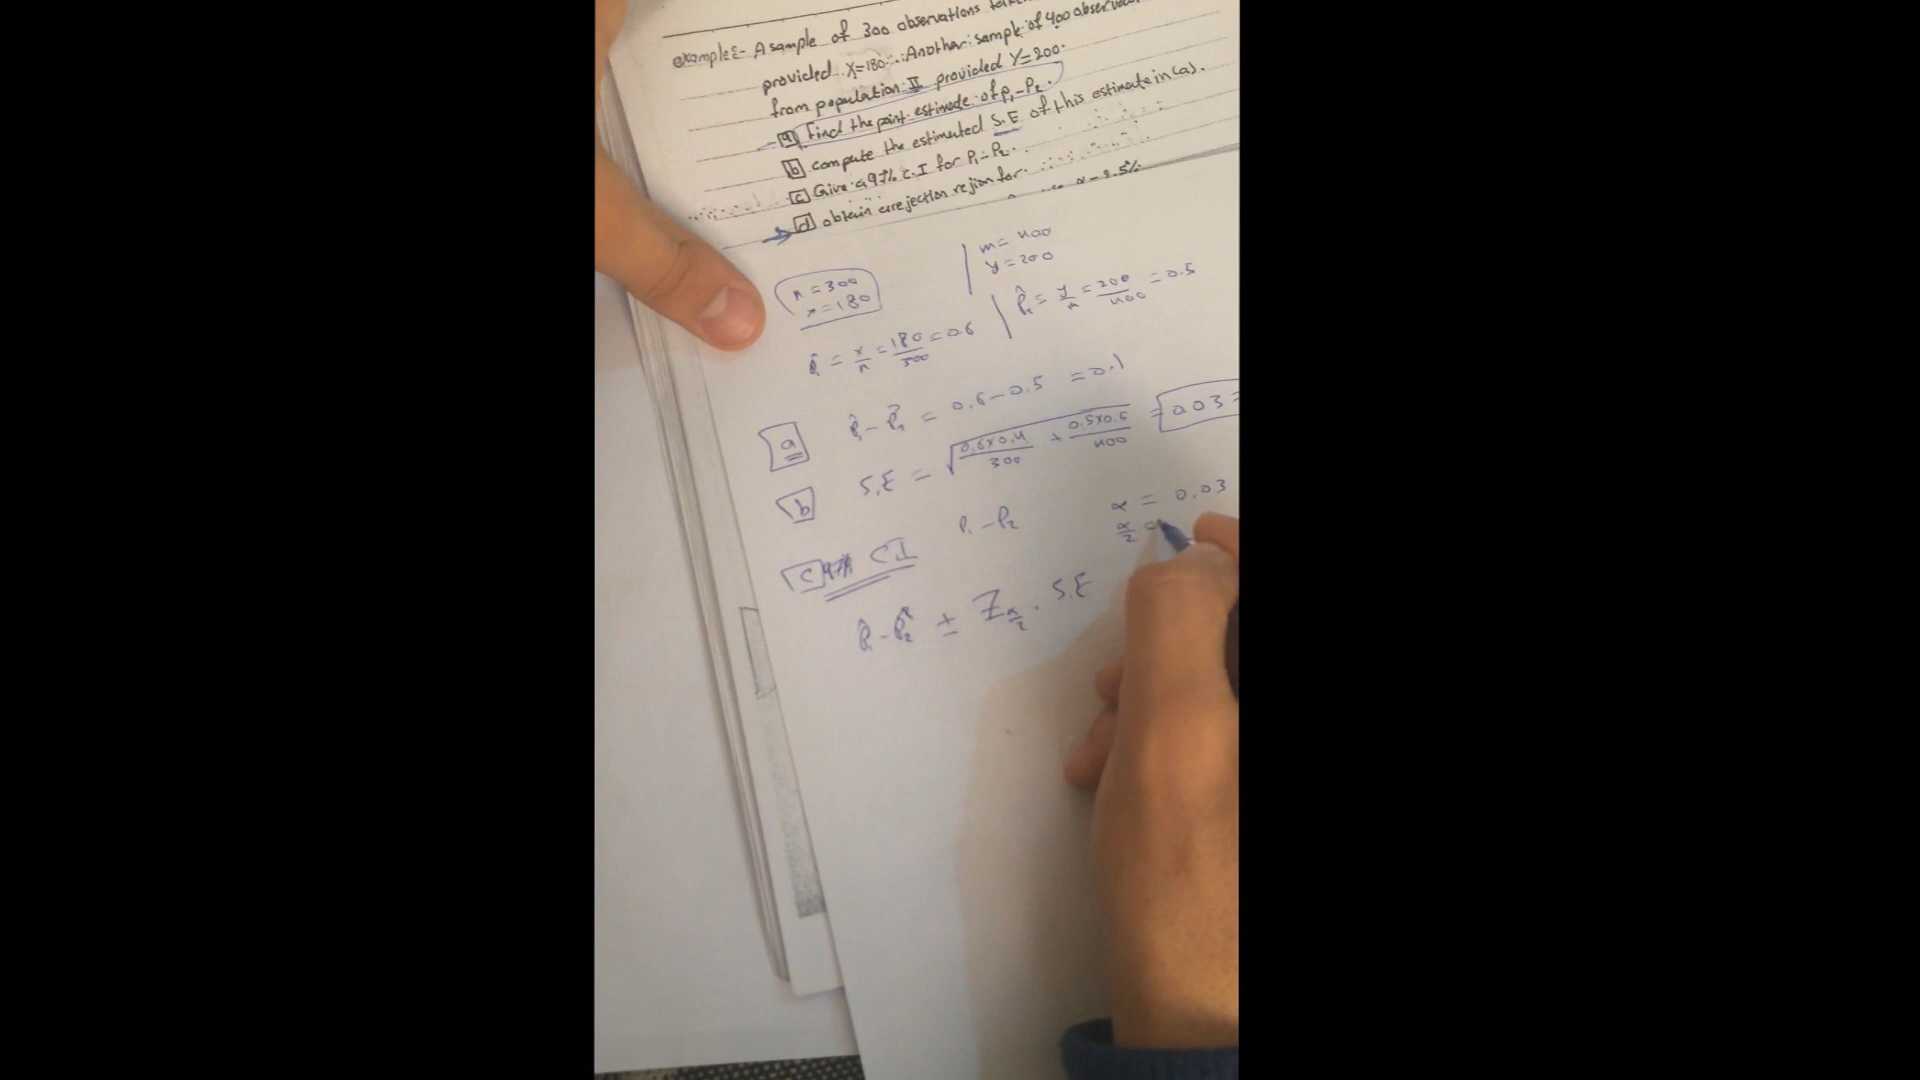 example:- A sample of 300 observations
provided X=180... Another sample of 400
from population II provided Y=200.
a Find the point estimate of P₁-P₂.
b compute the estimated S.E of this estimate in (a).
c Give a 97% C.I for P₁-P₂.
d obtain a rejection rejion for
n = 300
x = 180
m = 400
y = 200
P̂₁ = x/n = 180/300 = 0.6
P̂₂ = y/m = 200/400 = 0.5
a P̂₁ - P̂₂ = 0.6 - 0.5 = 0.1
b S.E = √(0.6×0.4/300 + 0.5×0.5/400) = 0.03
c 97% CI P₁ - P₂
α = 0.03
α/2 =
P̂₁ - P̂₂ ± Zα/2 . S.E